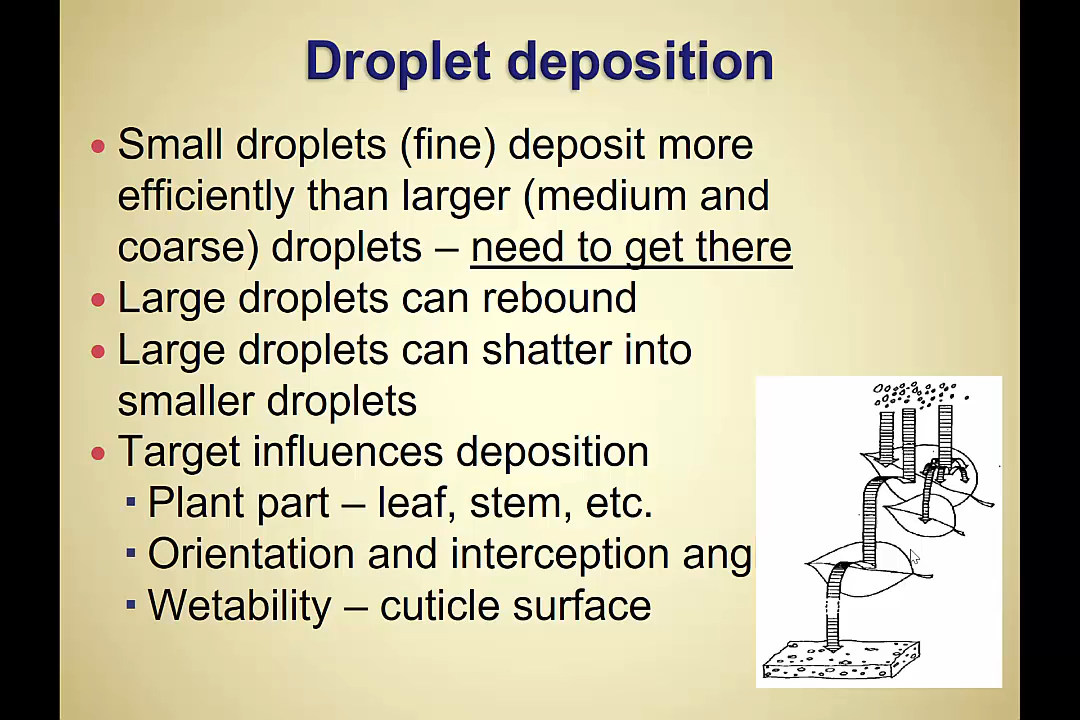 Droplet deposition
• Small droplets (fine) deposit more
efficiently than larger (medium and
coarse) droplets – need to get there
• Large droplets can rebound
• Large droplets can shatter into
smaller droplets
• Target influences deposition
▪ Plant part – leaf, stem, etc.
▪ Orientation and interception ang
▪ Wetability – cuticle surface